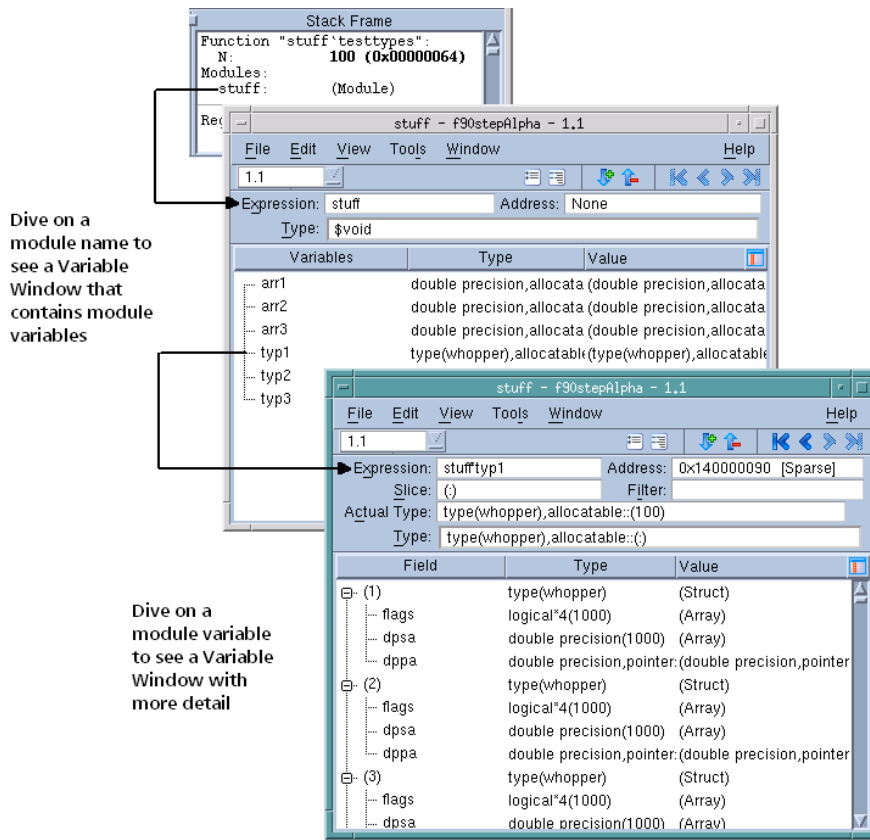 Stack Frame
Function "stuff`testtypes":
N: 100 (0x00000064)
Modules:
stuff: (Module)
Reg
stuff - f90stepAlpha - 1.1
File Edit View Tools Window Help
1.1
Expression: stuff Address: None
Type: $void
Variables Type Value
arr1 double precision,allocata (double precision,allocata
arr2 double precision,allocata (double precision,allocata
arr3 double precision,allocata (double precision,allocata
typ1 type(whopper),allocatable (type(whopper),allocatable
typ2
typ3
Dive on a
module name to
see a Variable
Window that
contains module
variables
stuff - f90stepAlpha - 1.1
File Edit View Tools Window Help
1.1
Expression: stuff`typ1 Address: 0x140000090 [Sparse]
Slice: (:) Filter:
Actual Type: type(whopper),allocatable::(100)
Type: type(whopper),allocatable::(:)
Field Type Value
(1) type(whopper) (Struct)
flags logical*4(1000) (Array)
dpsa double precision(1000) (Array)
dppa double precision,pointer: (double precision,pointer
(2) type(whopper) (Struct)
flags logical*4(1000) (Array)
dpsa double precision(1000) (Array)
dppa double precision,pointer: (double precision,pointer
(3) type(whopper) (Struct)
flags logical*4(1000) (Array)
dpsa double precision(1000) (Array)
Dive on a
module variable
to see a Variable
Window with
more detail